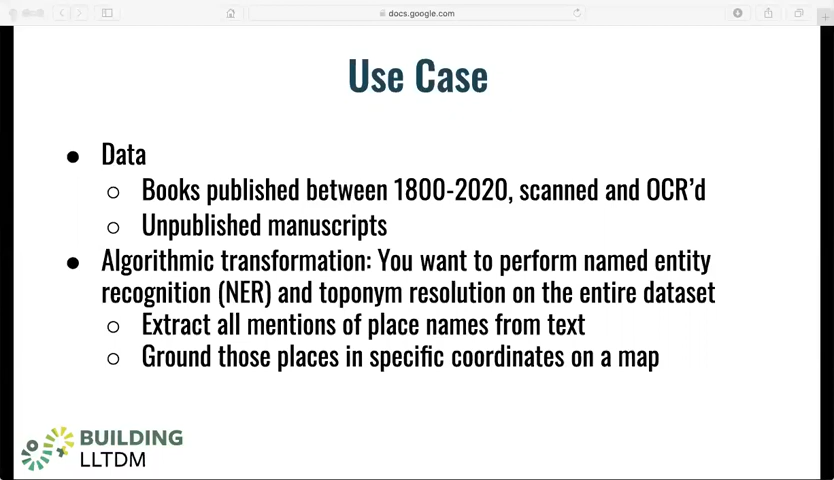 docs.google.com
Use Case
● Data
○ Books published between 1800-2020, scanned and OCR’d
○ Unpublished manuscripts
● Algorithmic transformation: You want to perform named entity
recognition (NER) and toponym resolution on the entire dataset
○ Extract all mentions of place names from text
○ Ground those places in specific coordinates on a map
BUILDING
LLTDM